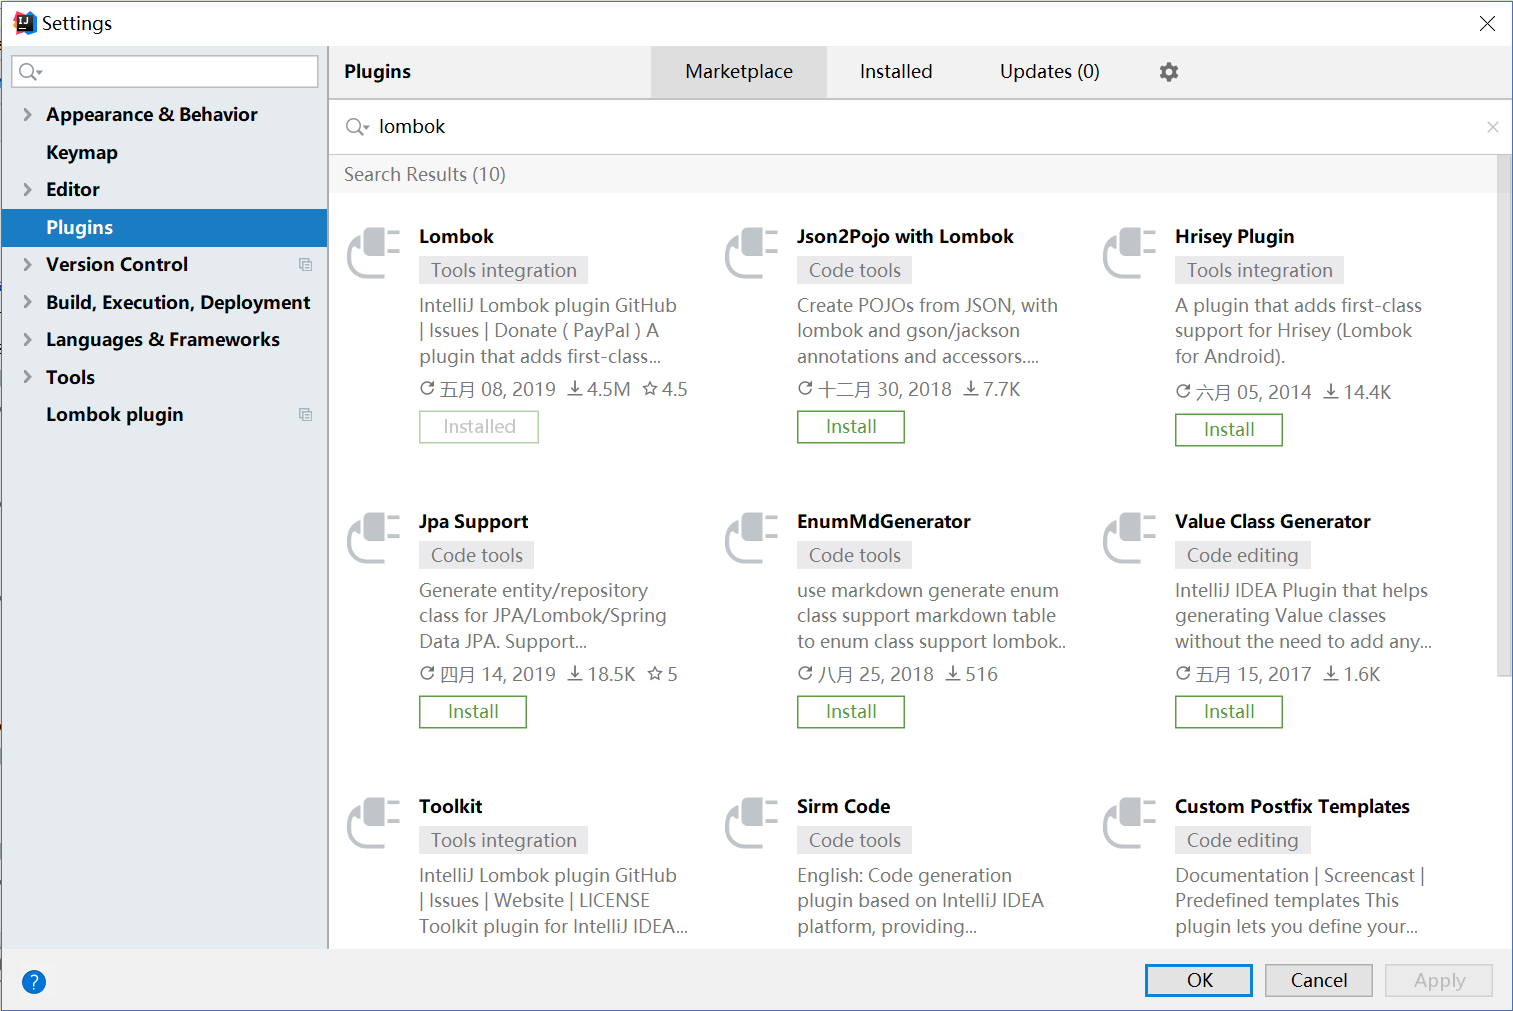 Settings
Plugins
Marketplace
Installed
Updates (0)
Appearance & Behavior
Keymap
Editor
Plugins
Version Control
Build, Execution, Deployment
Languages & Frameworks
Tools
Lombok plugin
lombok
Search Results (10)
Lombok
Tools integration
IntelliJ Lombok plugin GitHub
| Issues | Donate ( PayPal ) A
plugin that adds first-class...
五月 08, 2019 4.5M 4.5
Installed
Json2Pojo with Lombok
Code tools
Create POJOs from JSON, with
lombok and gson/jackson
annotations and accessors....
十二月 30, 2018 7.7K
Install
Hrisey Plugin
Tools integration
A plugin that adds first-class
support for Hrisey (Lombok
for Android).
六月 05, 2014 14.4K
Install
Jpa Support
Code tools
Generate entity/repository
class for JPA/Lombok/Spring
Data JPA. Support...
四月 14, 2019 18.5K 5
Install
EnumMdGenerator
Code tools
use markdown generate enum
class support markdown table
to enum class support lombok..
八月 25, 2018 516
Install
Value Class Generator
Code editing
IntelliJ IDEA Plugin that helps
generating Value classes
without the need to add any...
五月 15, 2017 1.6K
Install
Toolkit
Tools integration
IntelliJ Lombok plugin GitHub
| Issues | Website | LICENSE
Toolkit plugin for IntelliJ IDEA...
Sirm Code
Code tools
English: Code generation
plugin based on IntelliJ IDEA
platform, providing...
Custom Postfix Templates
Code editing
Documentation | Screencast |
Predefined templates This
plugin lets you define your...
?
OK
Cancel
Apply